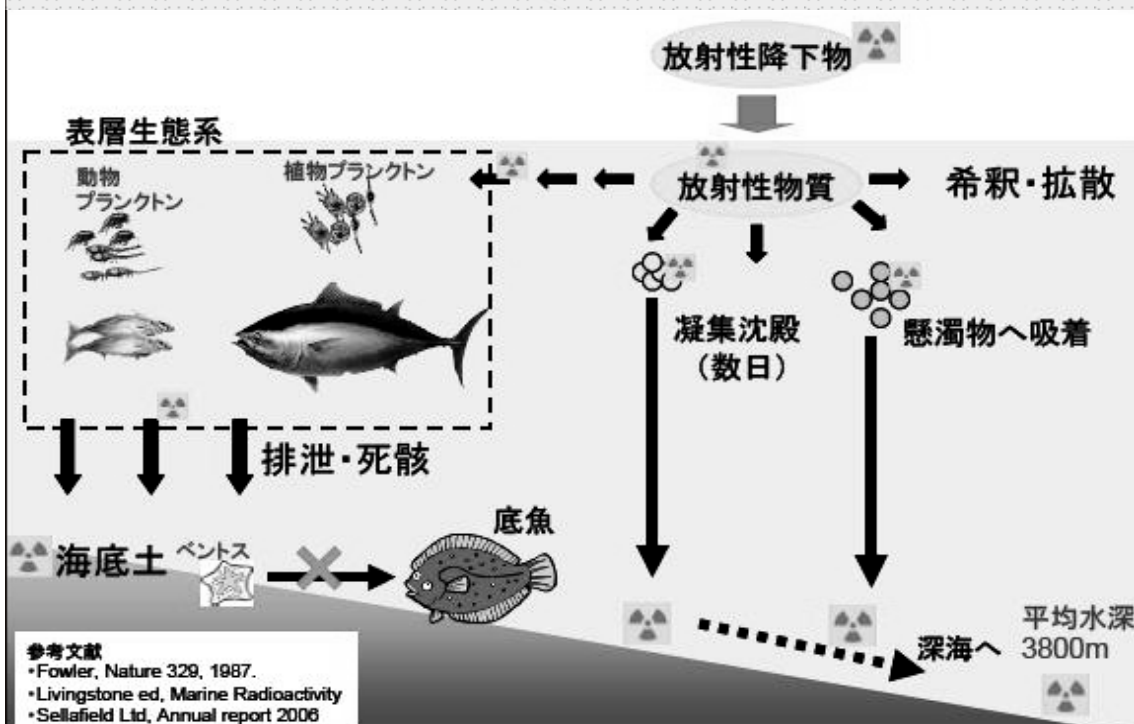 放射性降下物
表層生態系
動物
プランクトン
植物プランクトン
放射性物質
希釈・拡散
凝集沈殿
（数日）
懸濁物へ吸着
排泄・死骸
底魚
海底土
ベントス
深海へ
平均水深
3800m
参考文献
・Fowler, Nature 329, 1987.
・Livingstone ed, Marine Radioactivity
・Sellafield Ltd, Annual report 2006